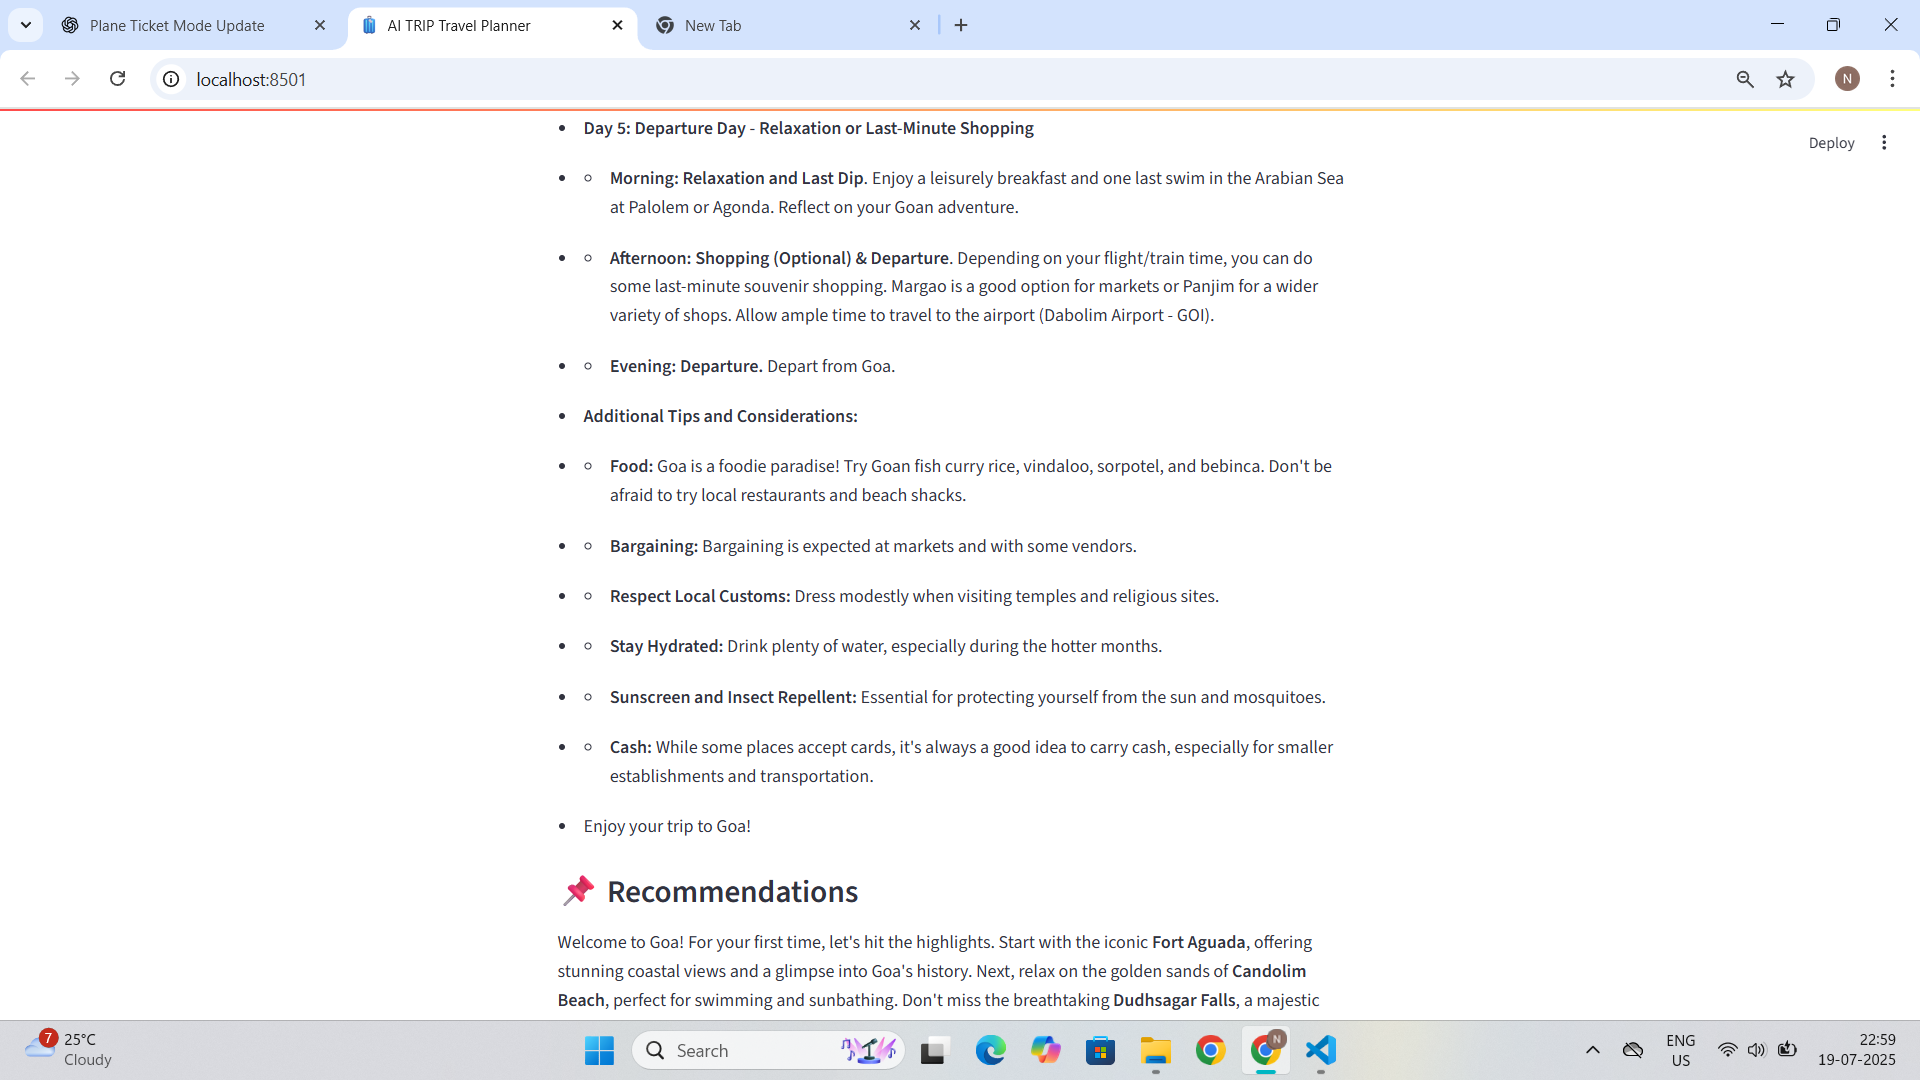 Plane Ticket Mode Update
AI TRIP Travel Planner
New Tab
localhost:8501
N
Deploy
• Day 5: Departure Day - Relaxation or Last-Minute Shopping
• ○ Morning: Relaxation and Last Dip. Enjoy a leisurely breakfast and one last swim in the Arabian Sea
at Palolem or Agonda. Reflect on your Goan adventure.
• ○ Afternoon: Shopping (Optional) & Departure. Depending on your flight/train time, you can do
some last-minute souvenir shopping. Margao is a good option for markets or Panjim for a wider
variety of shops. Allow ample time to travel to the airport (Dabolim Airport - GOI).
• ○ Evening: Departure. Depart from Goa.
• Additional Tips and Considerations:
• ○ Food: Goa is a foodie paradise! Try Goan fish curry rice, vindaloo, sorpotel, and bebinca. Don't be
afraid to try local restaurants and beach shacks.
• ○ Bargaining: Bargaining is expected at markets and with some vendors.
• ○ Respect Local Customs: Dress modestly when visiting temples and religious sites.
• ○ Stay Hydrated: Drink plenty of water, especially during the hotter months.
• ○ Sunscreen and Insect Repellent: Essential for protecting yourself from the sun and mosquitoes.
• ○ Cash: While some places accept cards, it's always a good idea to carry cash, especially for smaller
establishments and transportation.
• Enjoy your trip to Goa!
📌 Recommendations
Welcome to Goa! For your first time, let's hit the highlights. Start with the iconic Fort Aguada, offering
stunning coastal views and a glimpse into Goa's history. Next, relax on the golden sands of Candolim
Beach, perfect for swimming and sunbathing. Don't miss the breathtaking Dudhsagar Falls, a majestic
7
25°C
Cloudy
Search
N
ENG
US
22:59
19-07-2025